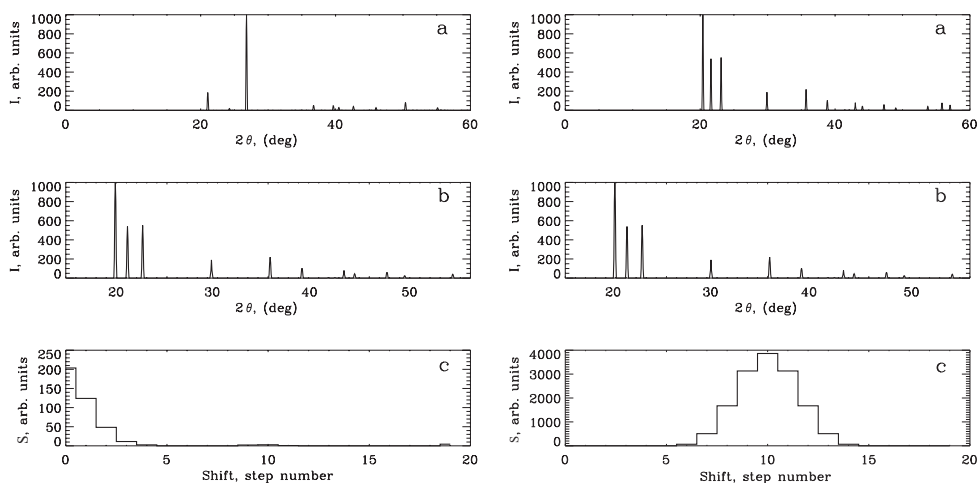 I, arb. units
1000
800
600
400
200
0
a
0 20 40 60
2θ, (deg)
I, arb. units
1000
800
600
400
200
0
b
20 30 40 50
2θ, (deg)
S, arb. units
250
200
150
100
50
0
c
0 5 10 15 20
Shift, step number
I, arb. units
1000
800
600
400
200
0
a
0 10 20 30 40 50 60
2θ, (deg)
I, arb. units
1000
800
600
400
200
0
b
20 30 40 50
2θ, (deg)
S, arb. units
4000
3000
2000
1000
0
c
0 5 10 15 20
Shift, step number